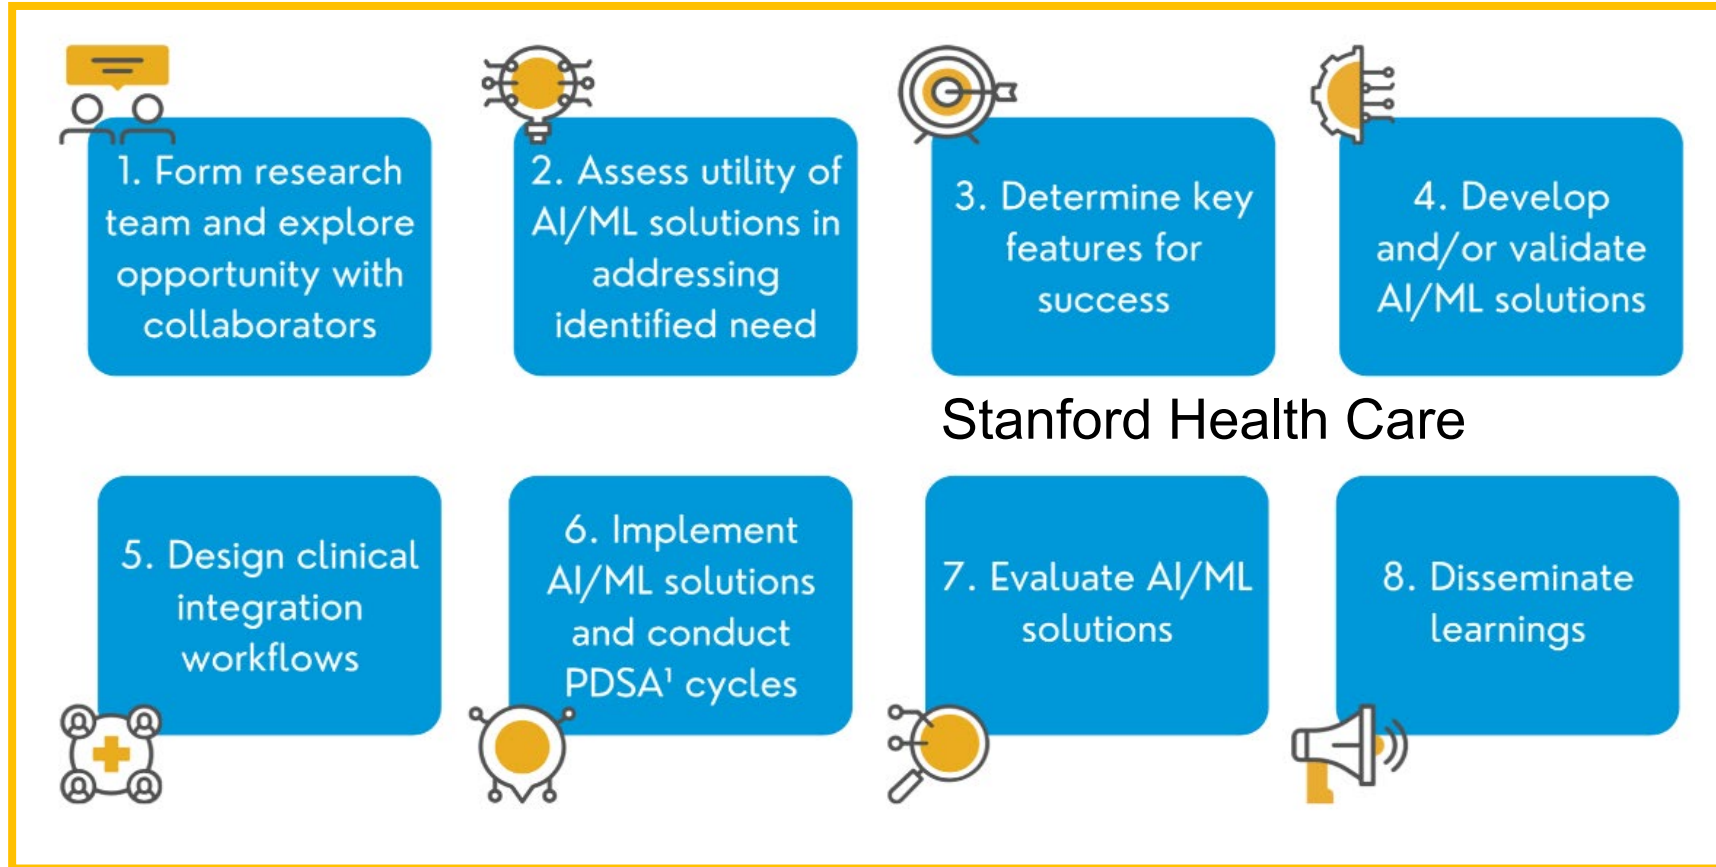 1. Form research
team and explore
opportunity with
collaborators
2. Assess utility of
AI/ML solutions in
addressing
identified need
3. Determine key
features for
success
4. Develop
and/or validate
AI/ML solutions
Stanford Health Care
5. Design clinical
integration
workflows
6. Implement
AI/ML solutions
and conduct
PDSA¹ cycles
7. Evaluate AI/ML
solutions
8. Disseminate
learnings